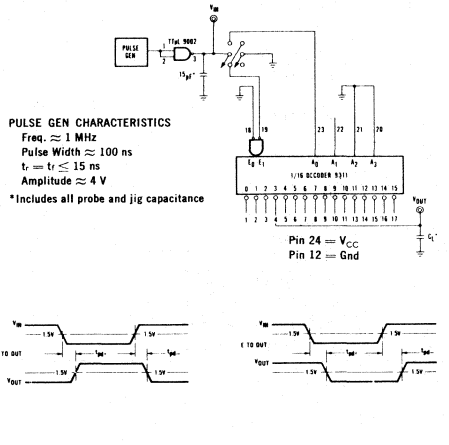 VIN
TTμL 9002
PULSE
GEN
1
2
3
15pF*
PULSE GEN CHARACTERISTICS
Freq. ≈ 1 MHz
Pulse Width ≈ 100 ns
tr = tf ≤ 15 ns
Amplitude ≈ 4 V
*Includes all probe and jig capacitance
18 19 23 22 21 20
E0 E1 A0 A1 A2 A3
1/16 DECODER 9311
0 1 2 3 4 5 6 7 8 9 10 11 12 13 14 15
1 2 3 4 5 6 7 8 9 10 11 13 14 15 16 17
VOUT
CL*
Pin 24 = VCC
Pin 12 = Gnd
VIN
1.5V
1.5V
TO OUT
tpd-
tpd-
1.5V
1.5V
VOUT
VIN
1.5V
1.5V
E TO OUT
tpd-
tpd-
VOUT
1.5V
1.5V